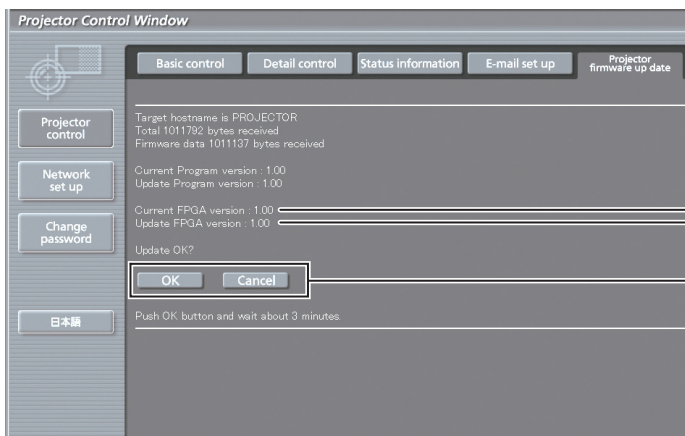 Projector Control Window
Basic control
Detail control
Status information
E-mail set up
Projector
firmware up date
Projector
control
Network
set up
Change
password
日本語
Target hostname is PROJECTOR
Total 1011792 bytes received
Firmware data 1011137 bytes received
Current Program version : 1.00
Update Program version : 1.00
Current FPGA version : 1.00
Update FPGA version : 1.00
Update OK?
OK
Cancel
Push OK button and wait about 3 minutes.